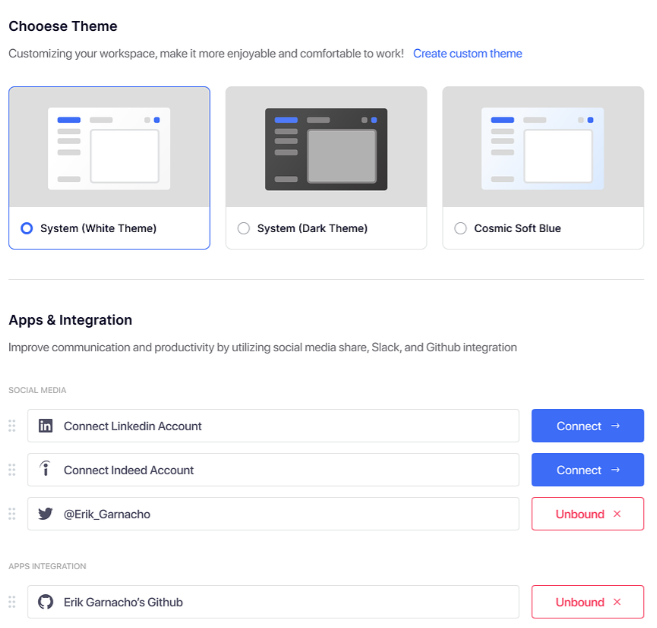 Chooese Theme
Customizing your workspace, make it more enjoyable and comfortable to work! Create custom theme
System (White Theme)
System (Dark Theme)
Cosmic Soft Blue
Apps & Integration
Improve communication and productivity by utilizing social media share, Slack, and Github integration
SOCIAL MEDIA
Connect Linkedin Account
Connect →
Connect Indeed Account
Connect →
@Erik_Garnacho
Unbound ×
APPS INTEGRATION
Erik Garnacho's Github
Unbound ×